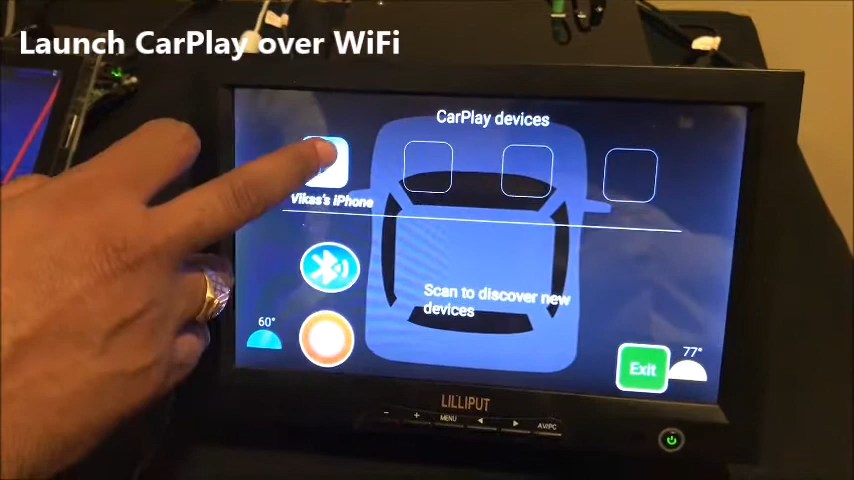 Launch CarPlay over WiFi
CarPlay devices
Vikas's iPhone
Scan to discover new
devices
60°
77°
Exit
LILLIPUT
- + MENU ◄ ► AV/PC